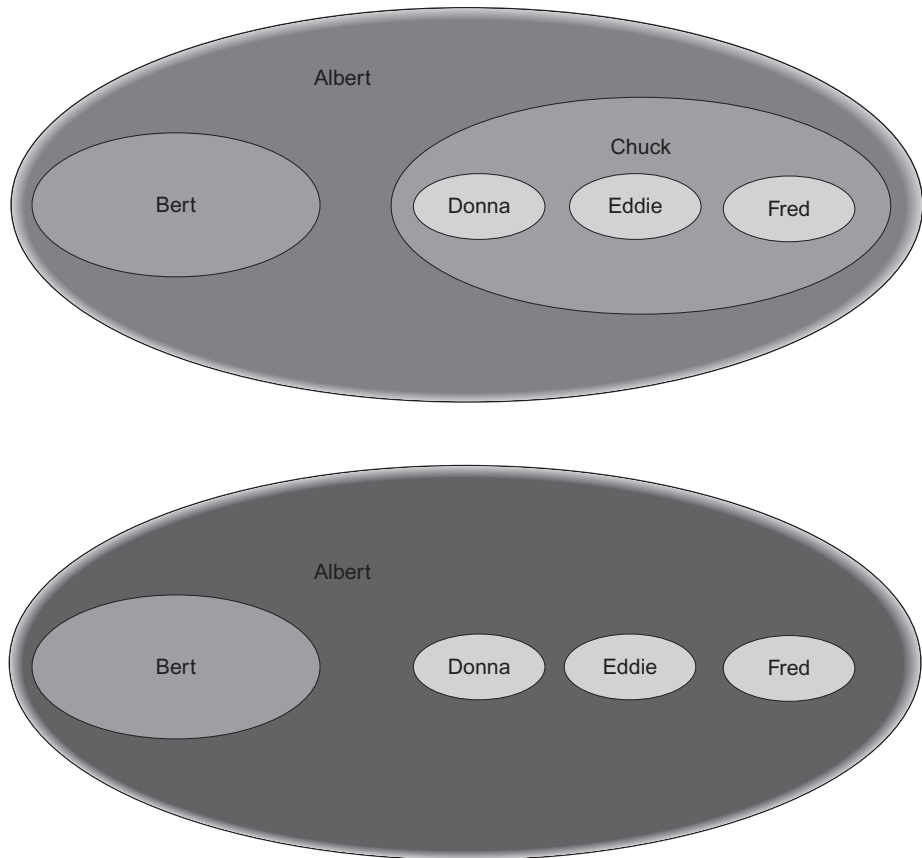 Albert
Chuck
Bert
Donna
Eddie
Fred
Albert
Bert
Donna
Eddie
Fred